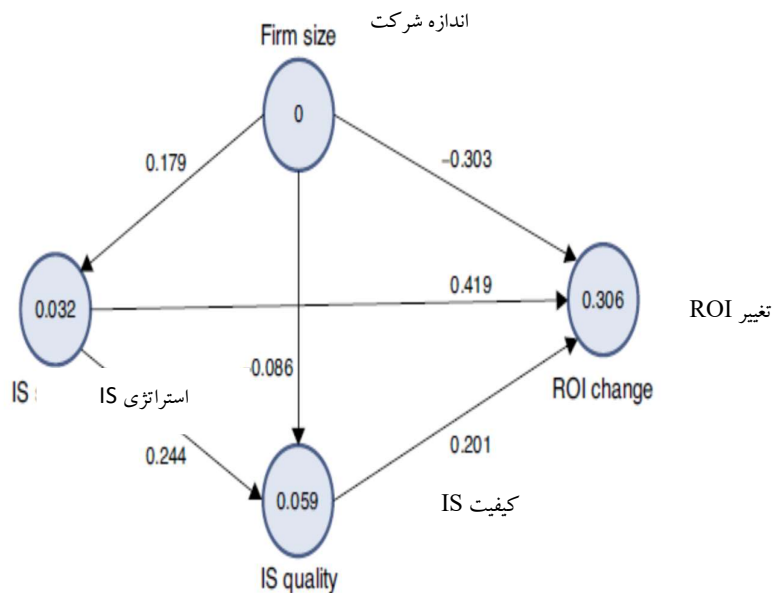 اندازه شرکت
Firm size
0
0.179
-0.303
0.419
0.032
0.306
تغییر ROI
-0.086
IS
استراتژی IS
ROI change
0.244
0.201
0.059
کیفیت IS
IS quality